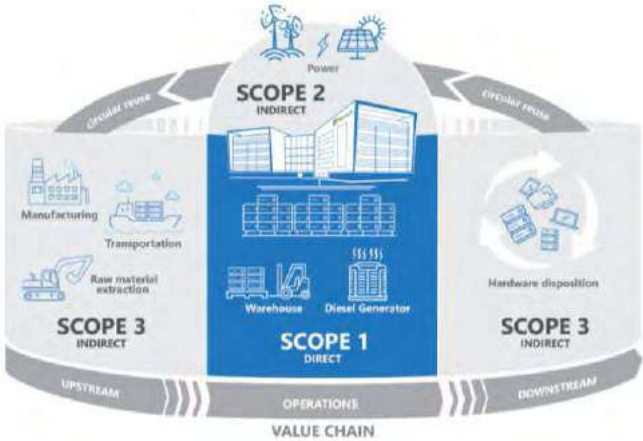 Power
SCOPE 2
INDIRECT
circular reuse
circular reuse
Manufacturing
Transportation
Raw material
extraction
SCOPE 3
INDIRECT
Warehouse
Diesel Generator
SCOPE 1
DIRECT
Hardware disposition
SCOPE 3
INDIRECT
UPSTREAM
OPERATIONS
DOWNSTREAM
VALUE CHAIN